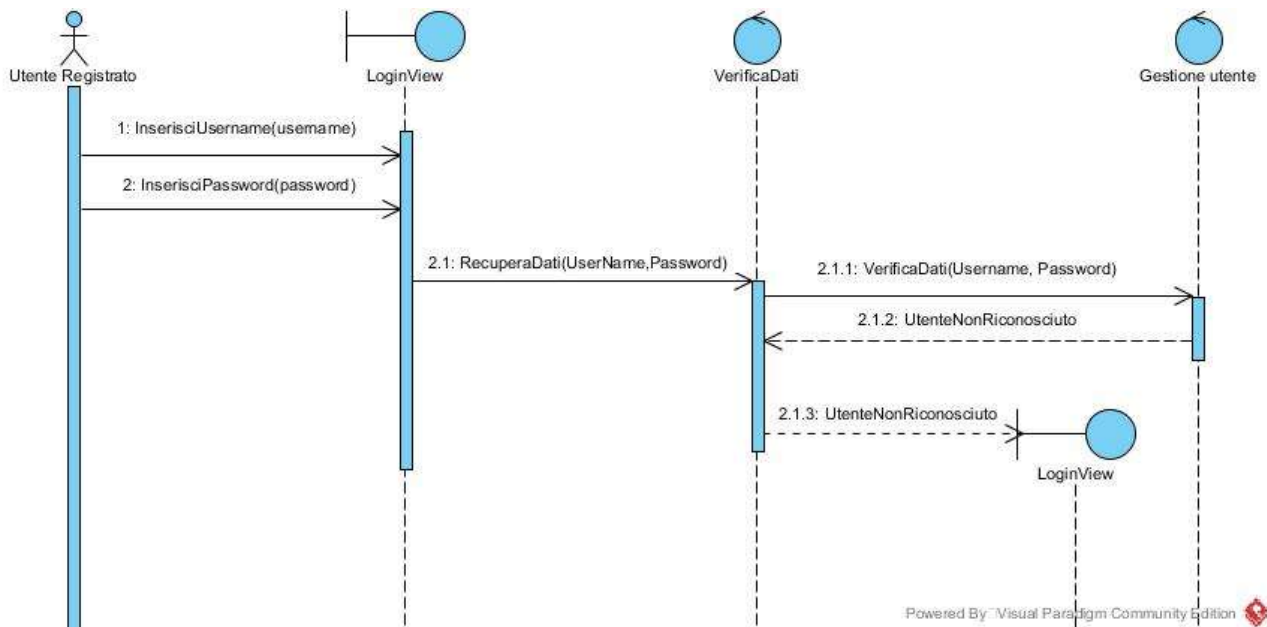 Utente Registrato
LoginView
VerificaDati
Gestione utente
1: InserisciUsername(username)
2: InserisciPassword(password)
2.1: RecuperaDati(UserName,Password)
2.1.1: VerificaDati(Username, Password)
2.1.2: UtenteNonRiconosciuto
2.1.3: UtenteNonRiconosciuto
LoginView
Powered By Visual Paradigm Community Edition